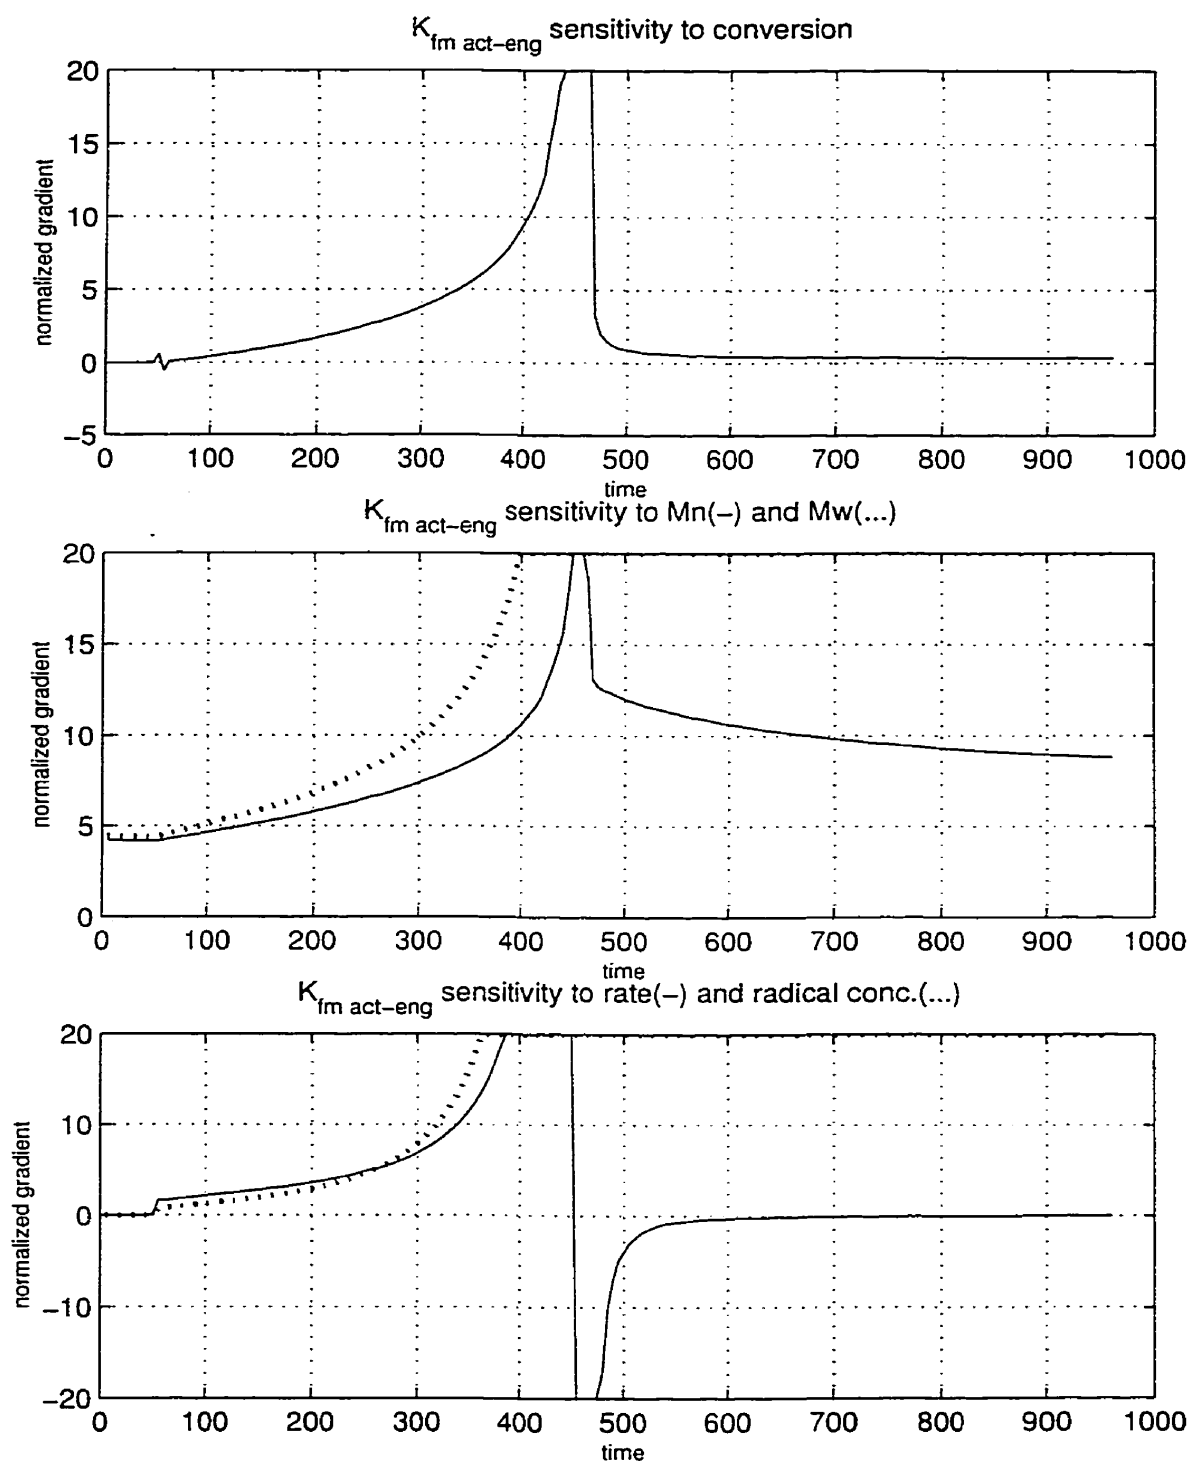 K fm act-eng sensitivity to conversion
20
15
10
5
0
-5
normalized gradient
0 100 200 300 400 500 600 700 800 900 1000
time
K fm act-eng sensitivity to Mn(-) and Mw(...)
20
15
10
5
0
normalized gradient
0 100 200 300 400 500 600 700 800 900 1000
time
K fm act-eng sensitivity to rate(-) and radical conc.(...)
20
10
0
-10
-20
normalized gradient
0 100 200 300 400 500 600 700 800 900 1000
time